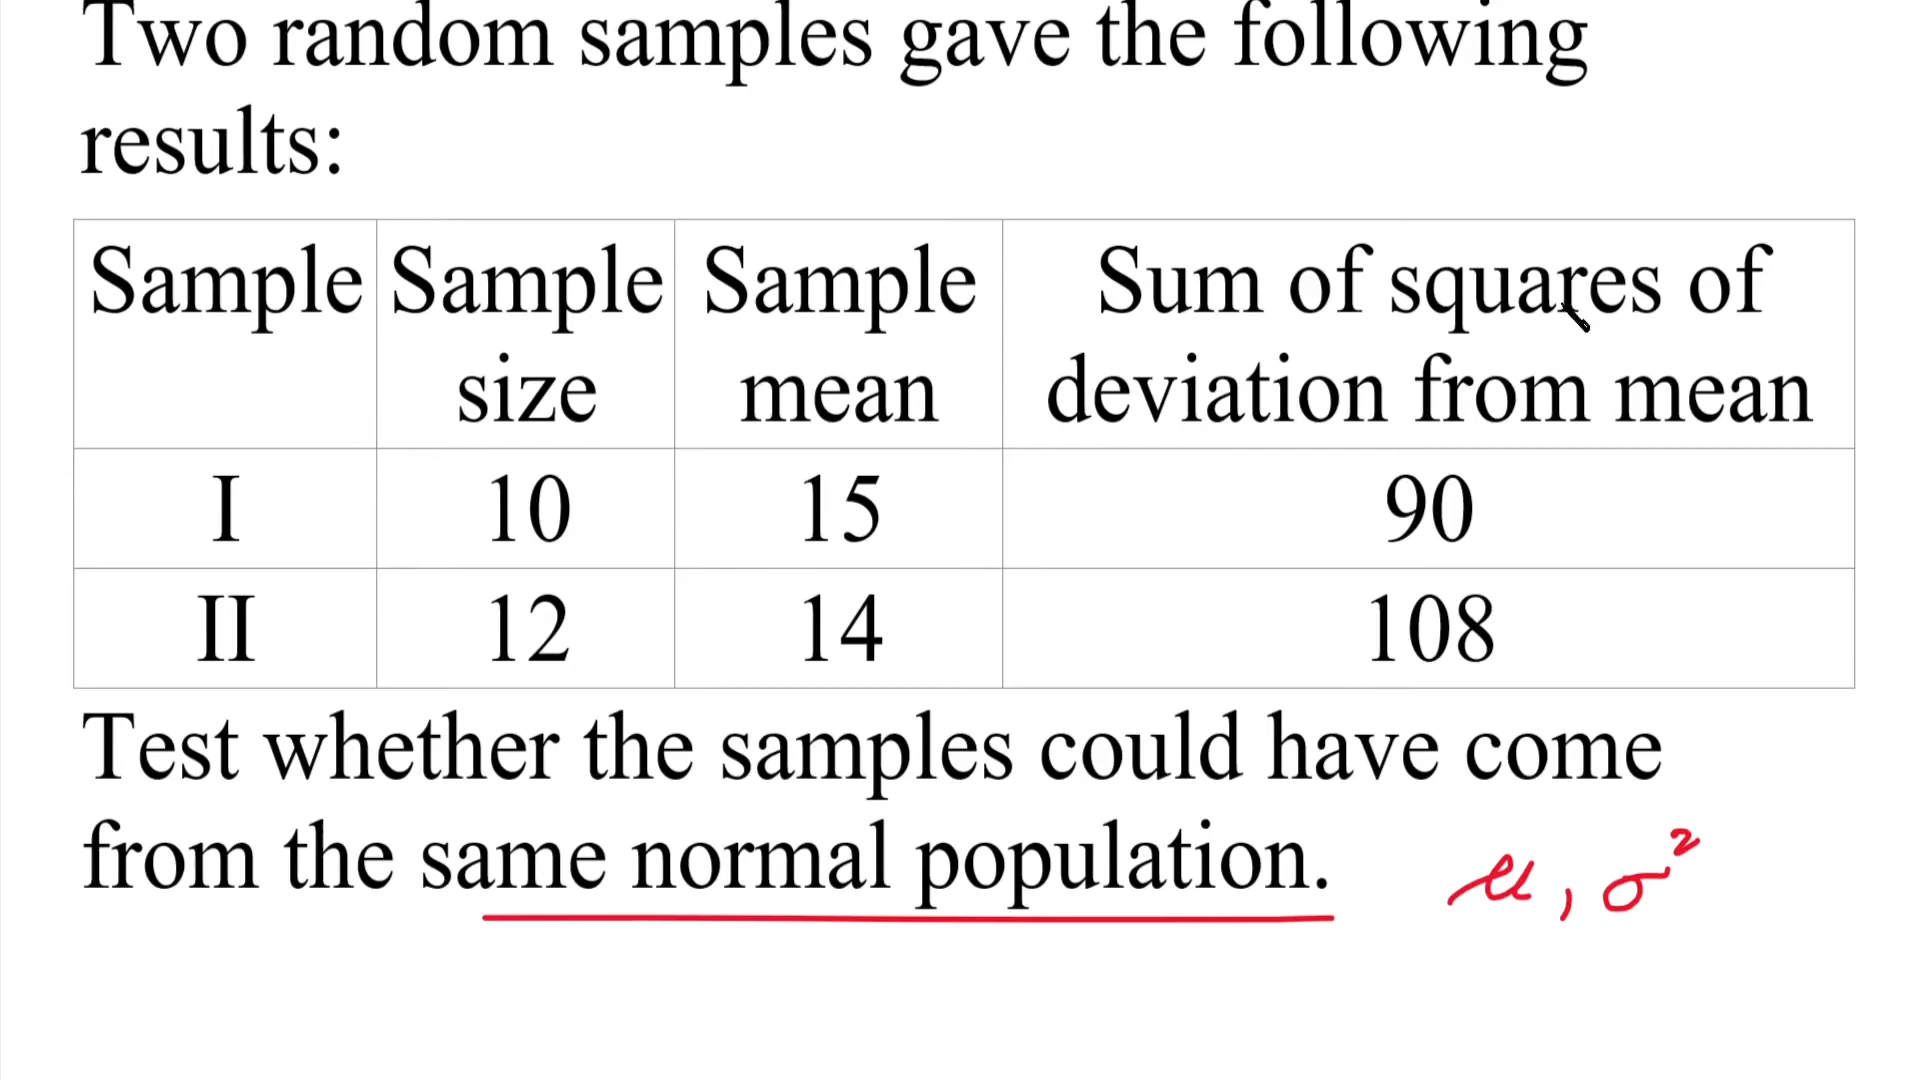 Two random samples gave the following
results:
Sample Sample Sample Sum of squares of
size mean deviation from mean
I 10 15 90
II 12 14 108
Test whether the samples could have come
from the same normal population. μ, σ²